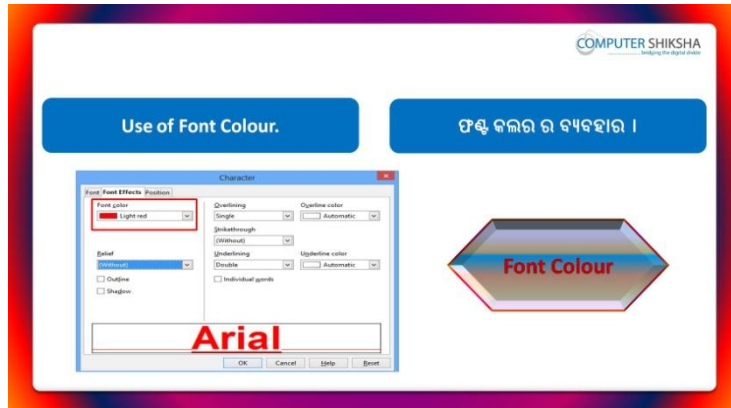 COMPUTER SHIKSHA
bridging the digital divide
Use of Font Colour.
ଫଣ୍ଟ କଲର ର ବ୍ୟବହାର ।
Character
Font Font Effects Position
Font color
Overlining
Overline color
Light red
Single
Automatic
Strikethrough
(Without)
Relief
Underlining
Underline color
(Without)
Double
Automatic
Outline
Individual words
Shadow
Arial
OK Cancel Help Reset
Font Colour